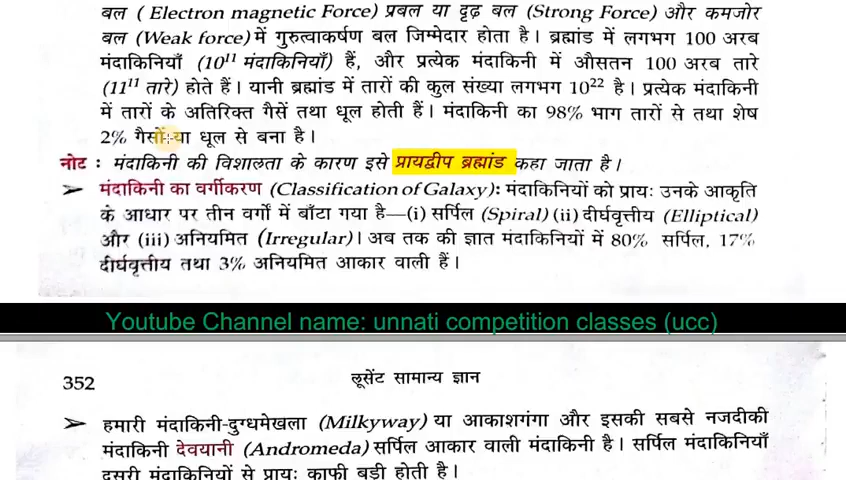 बल ( Electron magnetic Force) प्रबल या दृढ़ बल (Strong Force) और कमजोर
बल (Weak force) में गुरुत्वाकर्षण बल जिम्मेदार होता है। ब्रह्मांड में लगभग 100 अरब
मंदाकिनियाँ (10¹¹ मंदाकिनियाँ) हैं, और प्रत्येक मंदाकिनी में औसतन 100 अरब तारे
(11¹¹ तारे) होते हैं। यानी ब्रह्मांड में तारों की कुल संख्या लगभग 10²² है। प्रत्येक मंदाकिनी
में तारों के अतिरिक्त गैसें तथा धूल होती हैं। मंदाकिनी का 98% भाग तारों से तथा शेष
2% गैसों या धूल से बना है।
नोट : मंदाकिनी की विशालता के कारण इसे प्रायद्वीप ब्रह्मांड कहा जाता है।
➤ मंदाकिनी का वर्गीकरण (Classification of Galaxy): मंदाकिनियों को प्रायः उनके आकृति
के आधार पर तीन वर्गों में बाँटा गया है—(i) सर्पिल (Spiral) (ii) दीर्घवृत्तीय (Elliptical)
और (iii) अनियमित (Irregular)। अब तक की ज्ञात मंदाकिनियों में 80% सर्पिल, 17%
दीर्घवृत्तीय तथा 3% अनियमित आकार वाली हैं।
Youtube Channel name: unnati competition classes (ucc)
352 लूसेंट सामान्य ज्ञान
➤ हमारी मंदाकिनी-दुग्धमेखला (Milkyway) या आकाशगंगा और इसकी सबसे नजदीकी
मंदाकिनी देवयानी (Andromeda) सर्पिल आकार वाली मंदाकिनी है। सर्पिल मंदाकिनियाँ
दूसरी मंदाकिनियों से प्रायः काफी बड़ी होती है।